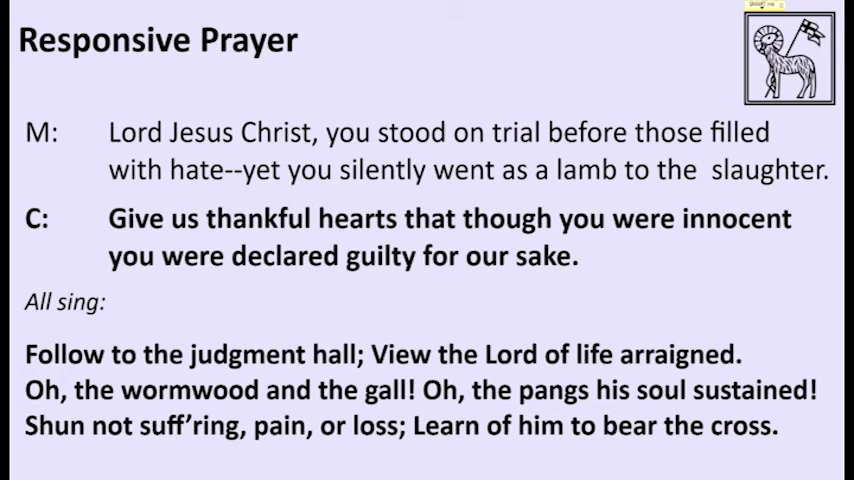 Responsive Prayer
M: Lord Jesus Christ, you stood on trial before those filled
with hate--yet you silently went as a lamb to the slaughter.
C: Give us thankful hearts that though you were innocent
you were declared guilty for our sake.
All sing:
Follow to the judgment hall; View the Lord of life arraigned.
Oh, the wormwood and the gall! Oh, the pangs his soul sustained!
Shun not suff’ring, pain, or loss; Learn of him to bear the cross.